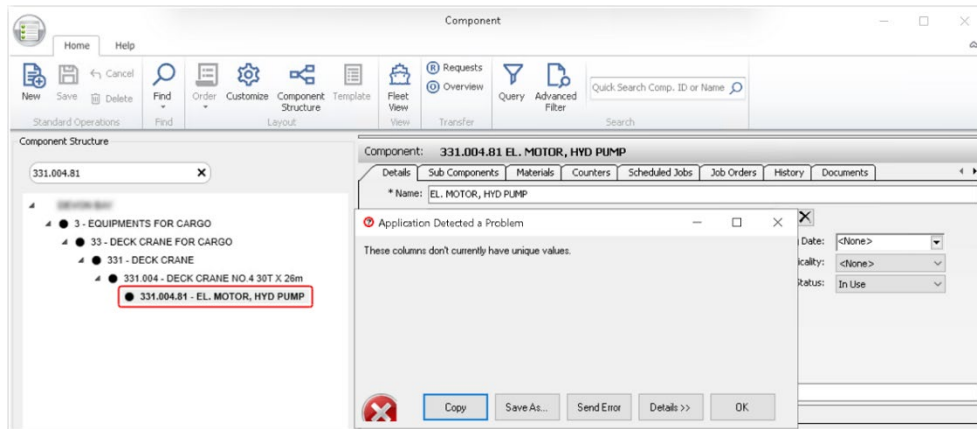 Component
Home Help
New Save Cancel Delete Find Order Customize Component Structure Template Fleet View Requests Overview Query Advanced Filter Quick Search Comp. ID or Name
Standard Operations Find Layout View Transfer Search
Component Structure
331.004.81
3 - EQUIPMENTS FOR CARGO
33 - DECK CRANE FOR CARGO
331 - DECK CRANE
331.004 - DECK CRANE NO.4 30T X 26m
331.004.81 - EL. MOTOR, HYD PUMP
Component: 331.004.81 EL. MOTOR, HYD PUMP
Details Sub Components Materials Counters Scheduled Jobs Job Orders History Documents
* Name: EL. MOTOR, HYD PUMP
Date: <None>
icality: <None>
Status: In Use
Application Detected a Problem
These columns don't currently have unique values.
Copy Save As... Send Error Details >> OK